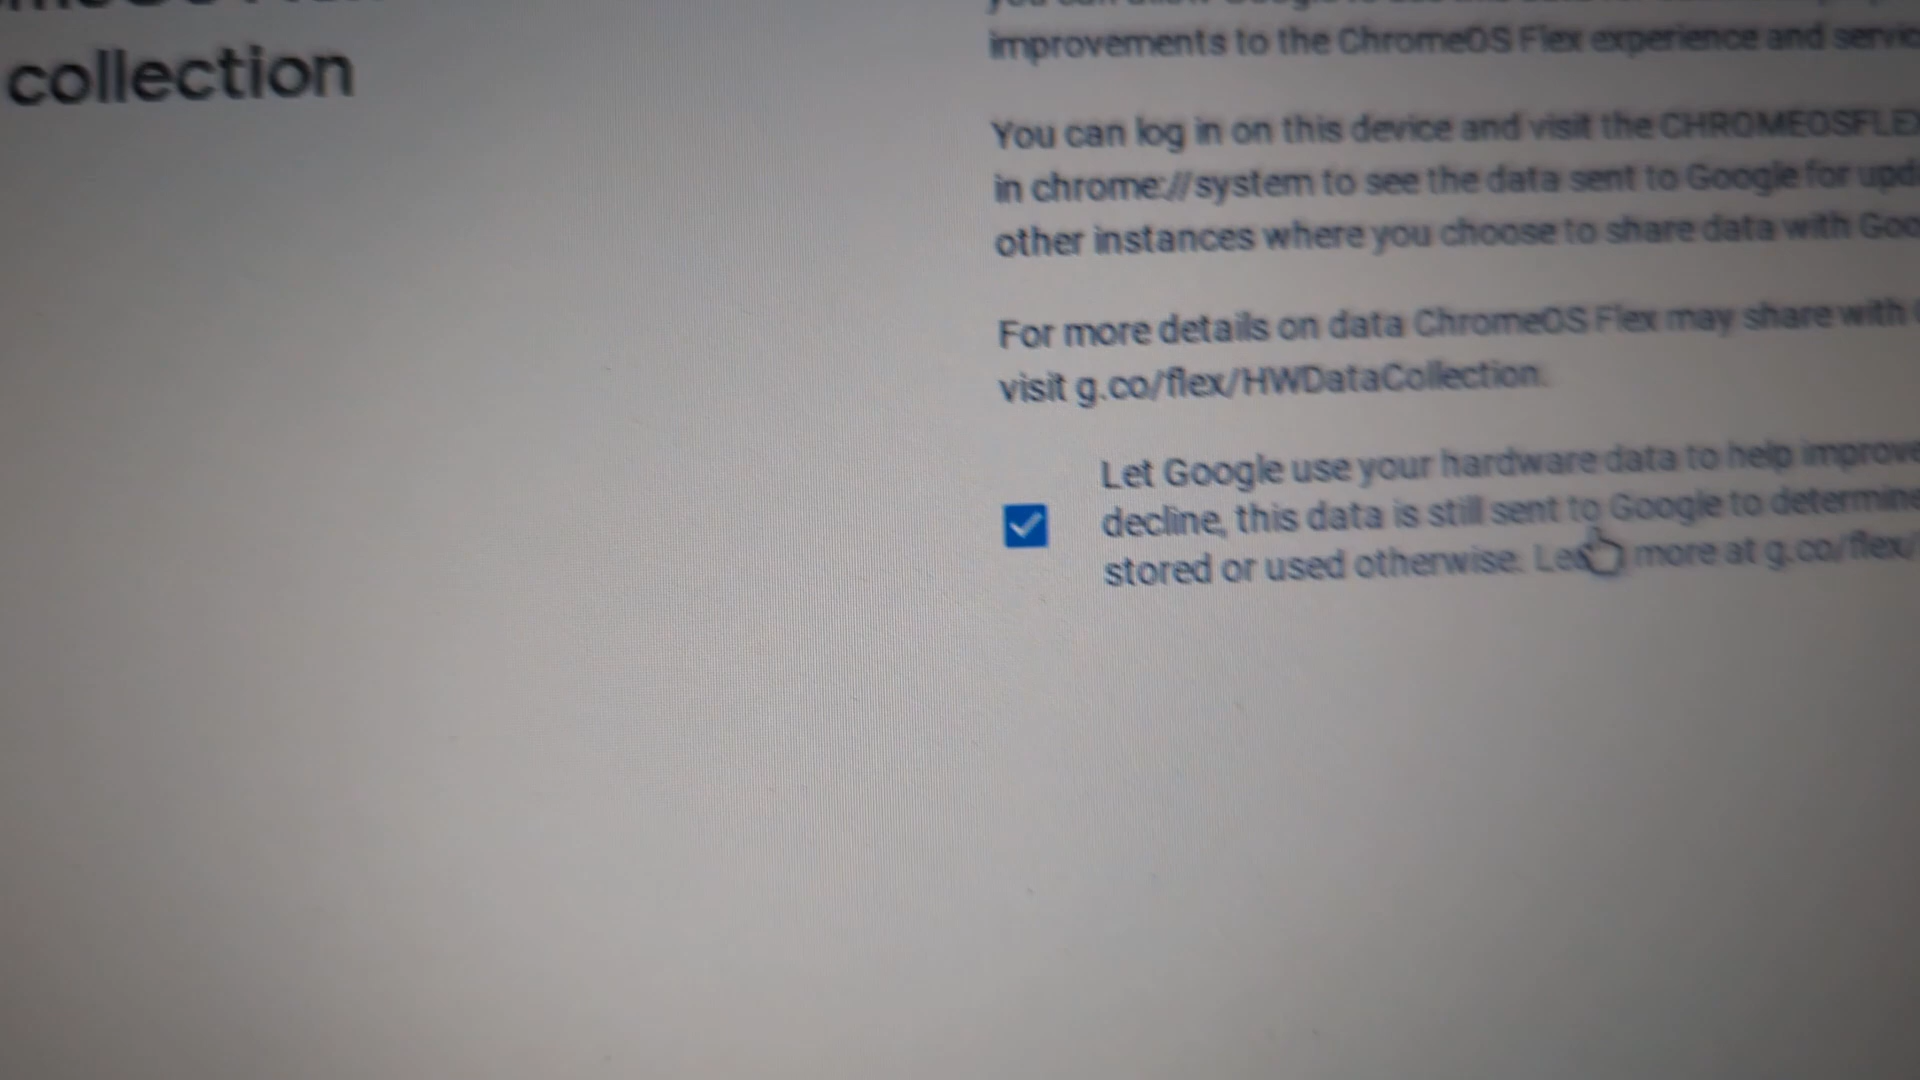 collection
improvements to the ChromeOS Flex experience and
You can log in on this device and visit the CHROMEOSFLEX
in chrome://system to see the data sent to Google for
other instances where you choose to share data with
For more details on data ChromeOS Flex may share with
visit g.co/flex/HWDataCollection.
Let Google use your hardware data to help improve
decline, this data is still sent to Google to determine
stored or used otherwise. more at g.co/flex/